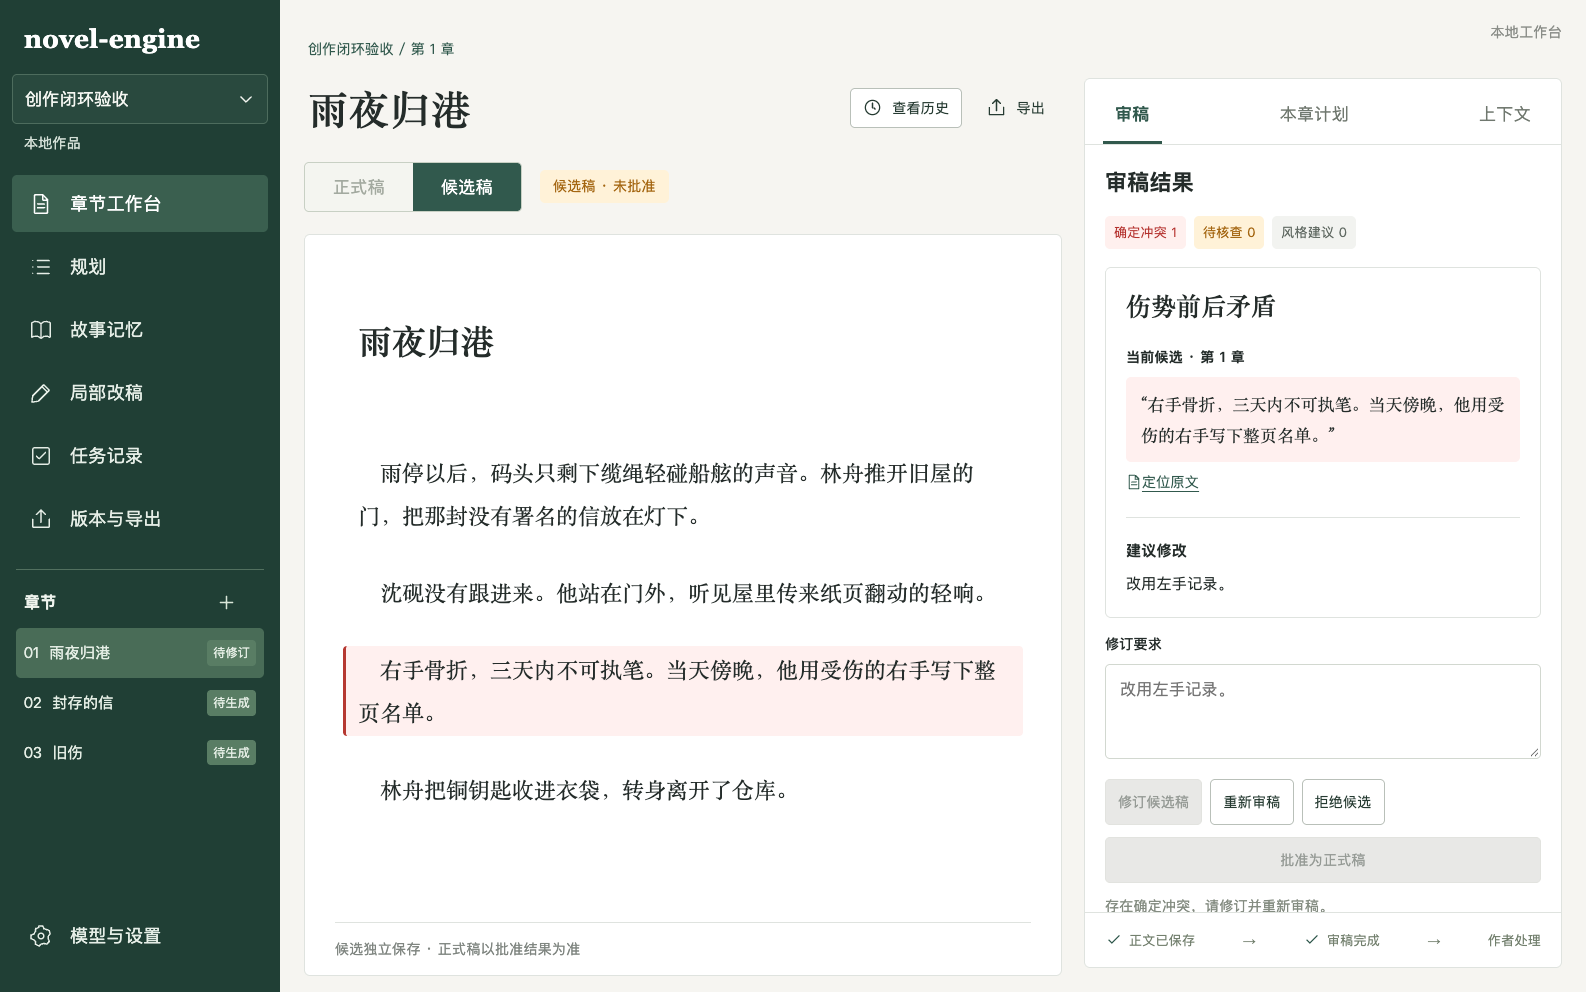 novel-engine
创作闭环验收
本地作品
章节工作台
规划
故事记忆
局部改稿
任务记录
版本与导出
章节
01 雨夜归港 待修订
02 封存的信 待生成
03 旧伤 待生成
模型与设置
本地工作台
创作闭环验收 / 第 1 章
雨夜归港
查看历史
导出
正式稿
候选稿
候选稿 · 未批准
雨夜归港
雨停以后，码头只剩下缆绳轻碰船舷的声音。林舟推开旧屋的
门，把那封没有署名的信放在灯下。
沈砚没有跟进来。他站在门外，听见屋里传来纸页翻动的轻响。
右手骨折，三天内不可执笔。当天傍晚，他用受伤的右手写下整
页名单。
林舟把铜钥匙收进衣袋，转身离开了仓库。
候选独立保存 · 正式稿以批准结果为准
审稿
本章计划
上下文
审稿结果
确定冲突 1
待核查 0
风格建议 0
伤势前后矛盾
当前候选 · 第 1 章
“右手骨折，三天内不可执笔。当天傍晚，他用受
伤的右手写下整页名单。”
定位原文
建议修改
改用左手记录。
修订要求
改用左手记录。
修订候选稿
重新审稿
拒绝候选
批准为正式稿
存在确定冲突，请修订并重新审稿。
正文已保存 → 审稿完成 → 作者处理